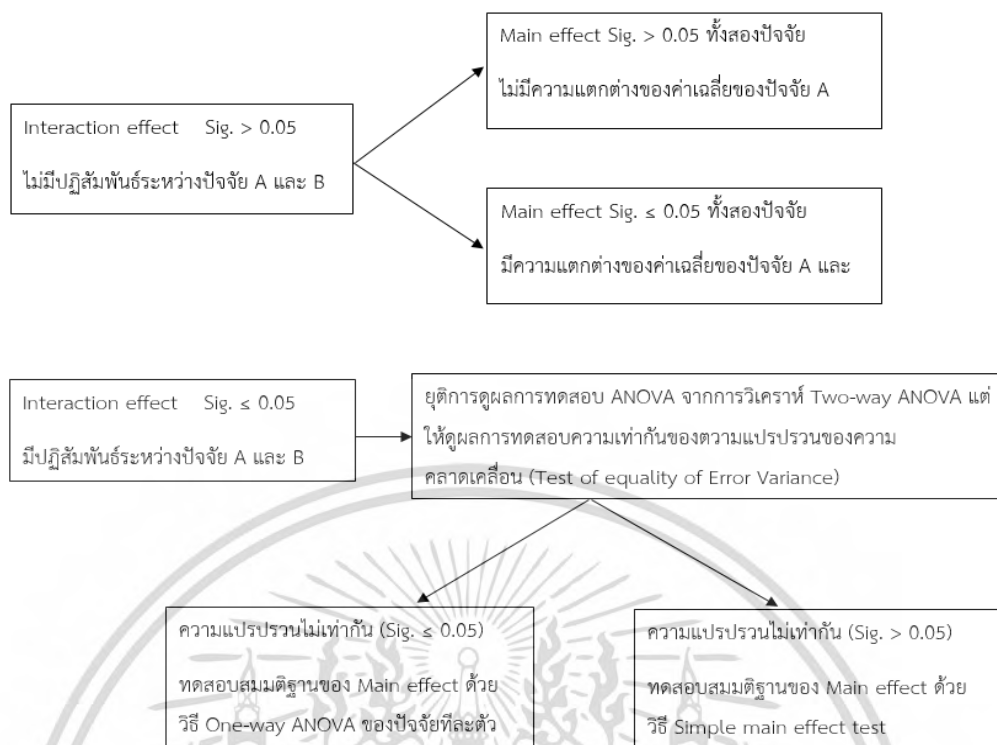 Main effect Sig. > 0.05 ทั้งสองปัจจัย
ไม่มีความแตกต่างของค่าเฉลี่ยของปัจจัย A
Interaction effect Sig. > 0.05
ไม่มีปฏิสัมพันธ์ระหว่างปัจจัย A และ B
Main effect Sig. ≤ 0.05 ทั้งสองปัจจัย
มีความแตกต่างของค่าเฉลี่ยของปัจจัย A และ
Interaction effect Sig. ≤ 0.05
มีปฏิสัมพันธ์ระหว่างปัจจัย A และ B
ยุติการดูผลการทดสอบ ANOVA จากการวิเคราห์ Two-way ANOVA แต่
ให้ดูผลการทดสอบความเท่ากันของตวามแปรปรวนของความ
คลาดเคลื่อน (Test of equality of Error Variance)
ความแปรปรวนไม่เท่ากัน (Sig. ≤ 0.05)
ทดสอบสมมติฐานของ Main effect ด้วย
วิธี One-way ANOVA ของปัจจัยทีละตัว
ความแปรปรวนไม่เท่ากัน (Sig. > 0.05)
ทดสอบสมมติฐานของ Main effect ด้วย
วิธี Simple main effect test